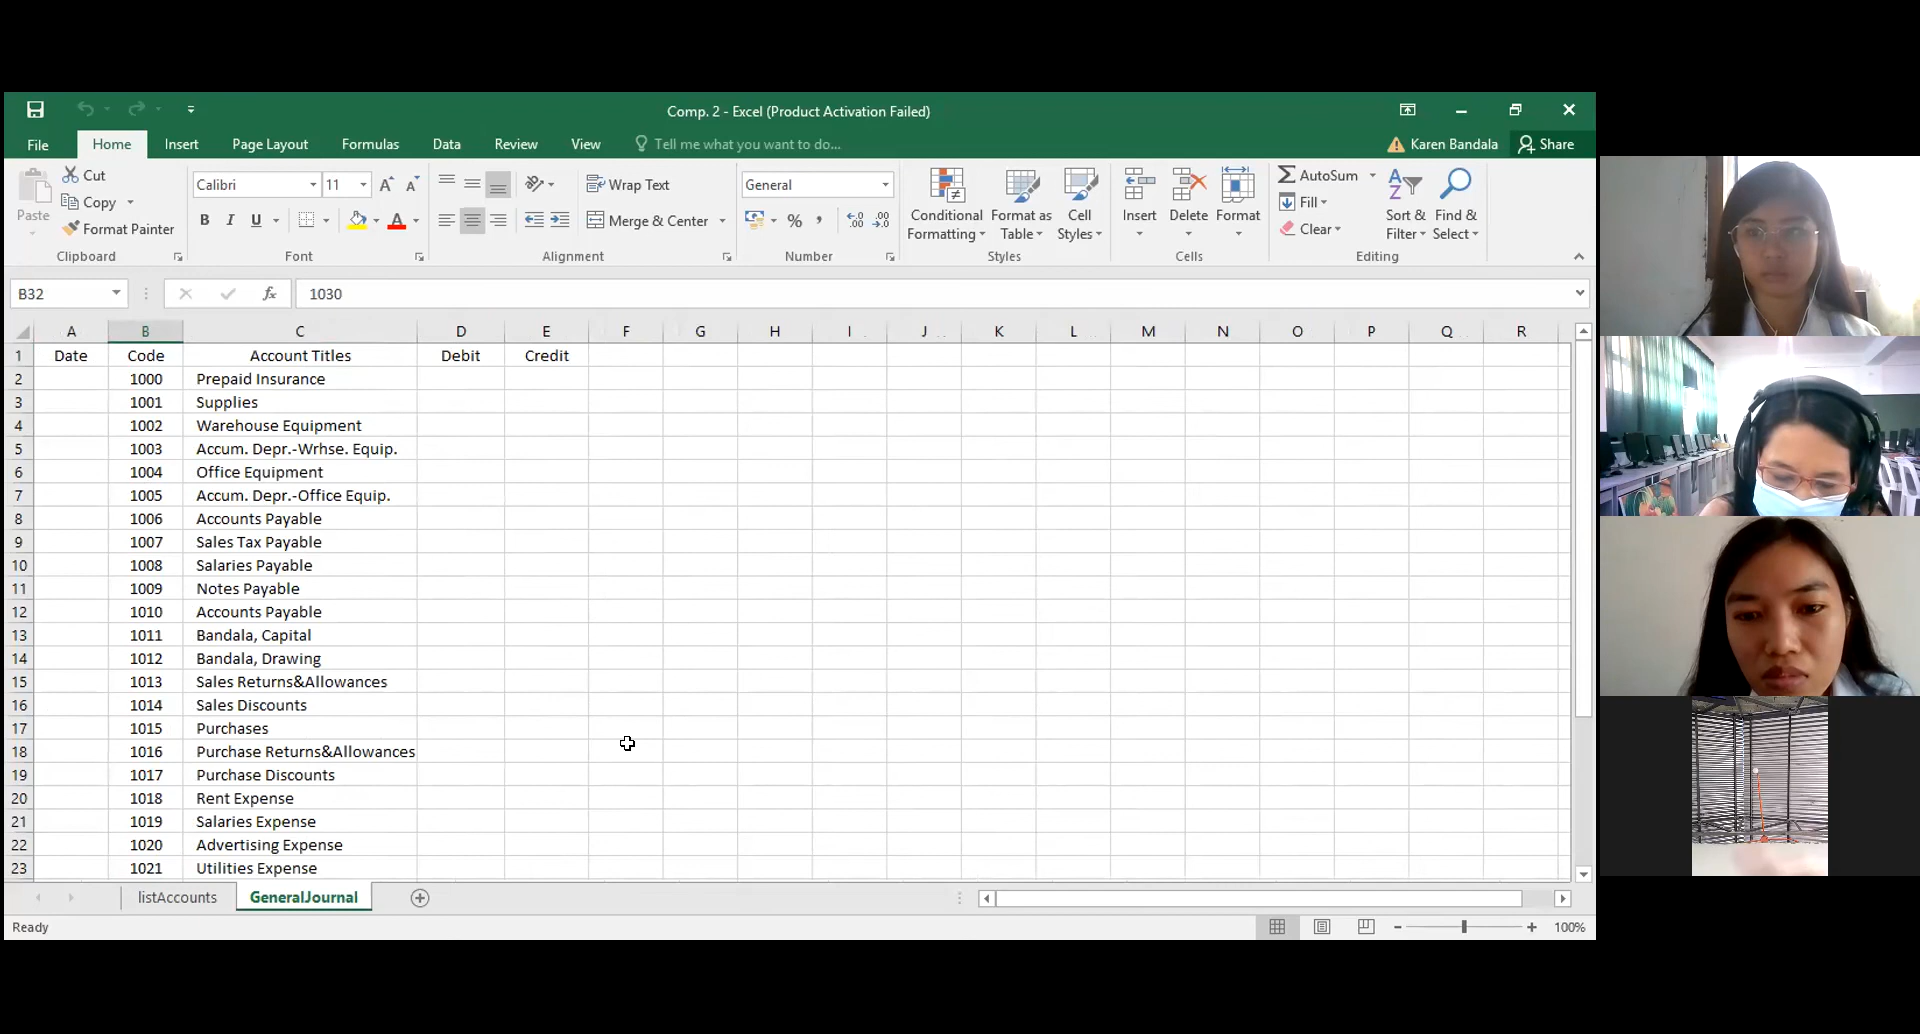 Comp. 2 - Excel (Product Activation Failed)
File Home Insert Page Layout Formulas Data Review View Tell me what you want to do... Karen Bandala Share
Paste Cut Copy Format Painter Clipboard
Calibri 11 B I U A Font
Wrap Text Merge & Center Alignment
General % , Number
Conditional Formatting Format as Table Cell Styles Styles
Insert Delete Format Cells
AutoSum Fill Clear Sort & Filter Find & Select Editing
B32 fx 1030
A B C D E F G H I J K L M N O P Q R
1 Date Code Account Titles Debit Credit
2 1000 Prepaid Insurance
3 1001 Supplies
4 1002 Warehouse Equipment
5 1003 Accum. Depr.-Wrhse. Equip.
6 1004 Office Equipment
7 1005 Accum. Depr.-Office Equip.
8 1006 Accounts Payable
9 1007 Sales Tax Payable
10 1008 Salaries Payable
11 1009 Notes Payable
12 1010 Accounts Payable
13 1011 Bandala, Capital
14 1012 Bandala, Drawing
15 1013 Sales Returns&Allowances
16 1014 Sales Discounts
17 1015 Purchases
18 1016 Purchase Returns&Allowances
19 1017 Purchase Discounts
20 1018 Rent Expense
21 1019 Salaries Expense
22 1020 Advertising Expense
23 1021 Utilities Expense
listAccounts GeneralJournal
Ready 100%